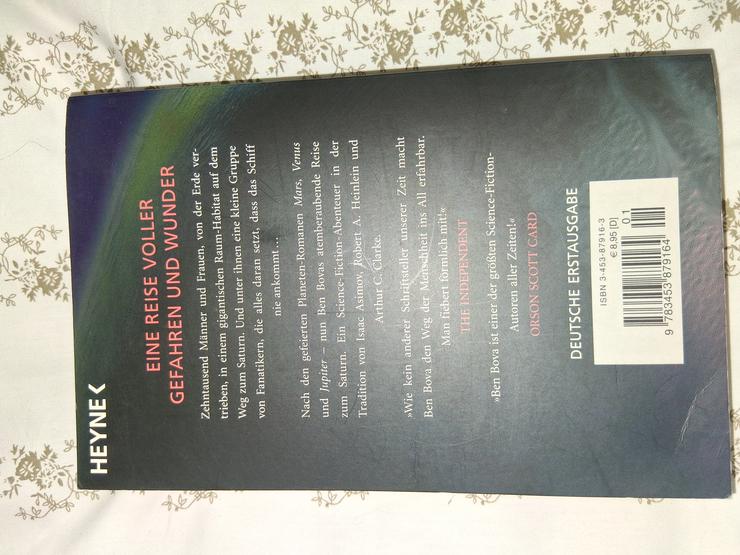 HEYNE<
EINE REISE VOLLER
GEFAHREN UND WUNDER
Zehntausend Männer und Frauen, von der Erde ver-
trieben, in einem gigantischen Raum-Habitat auf dem
Weg zum Saturn. Und unter ihnen eine kleine Gruppe
von Fanatikern, die alles daran setzt, dass das Schiff
nie ankommt ...
Nach den gefeierten Planeten-Romanen Mars, Venus
und Jupiter – nun Ben Bovas atemberaubende Reise
zum Saturn. Ein Science-Fiction-Abenteuer in der
Tradition von Isaac Asimov, Robert A. Heinlein und
Arthur C. Clarke.
»Wie kein anderer Schriftsteller unserer Zeit macht
Ben Bova den Weg der Menschheit ins All erfahrbar.
Man fiebert förmlich mit!«
THE INDEPENDENT
»Ben Bova ist einer der größten Science-Fiction-
Autoren aller Zeiten!«
ORSON SCOTT CARD
DEUTSCHE ERSTAUSGABE
ISBN 3-453-87916-3
€ 8,95 [D]
01
9 783453 879164